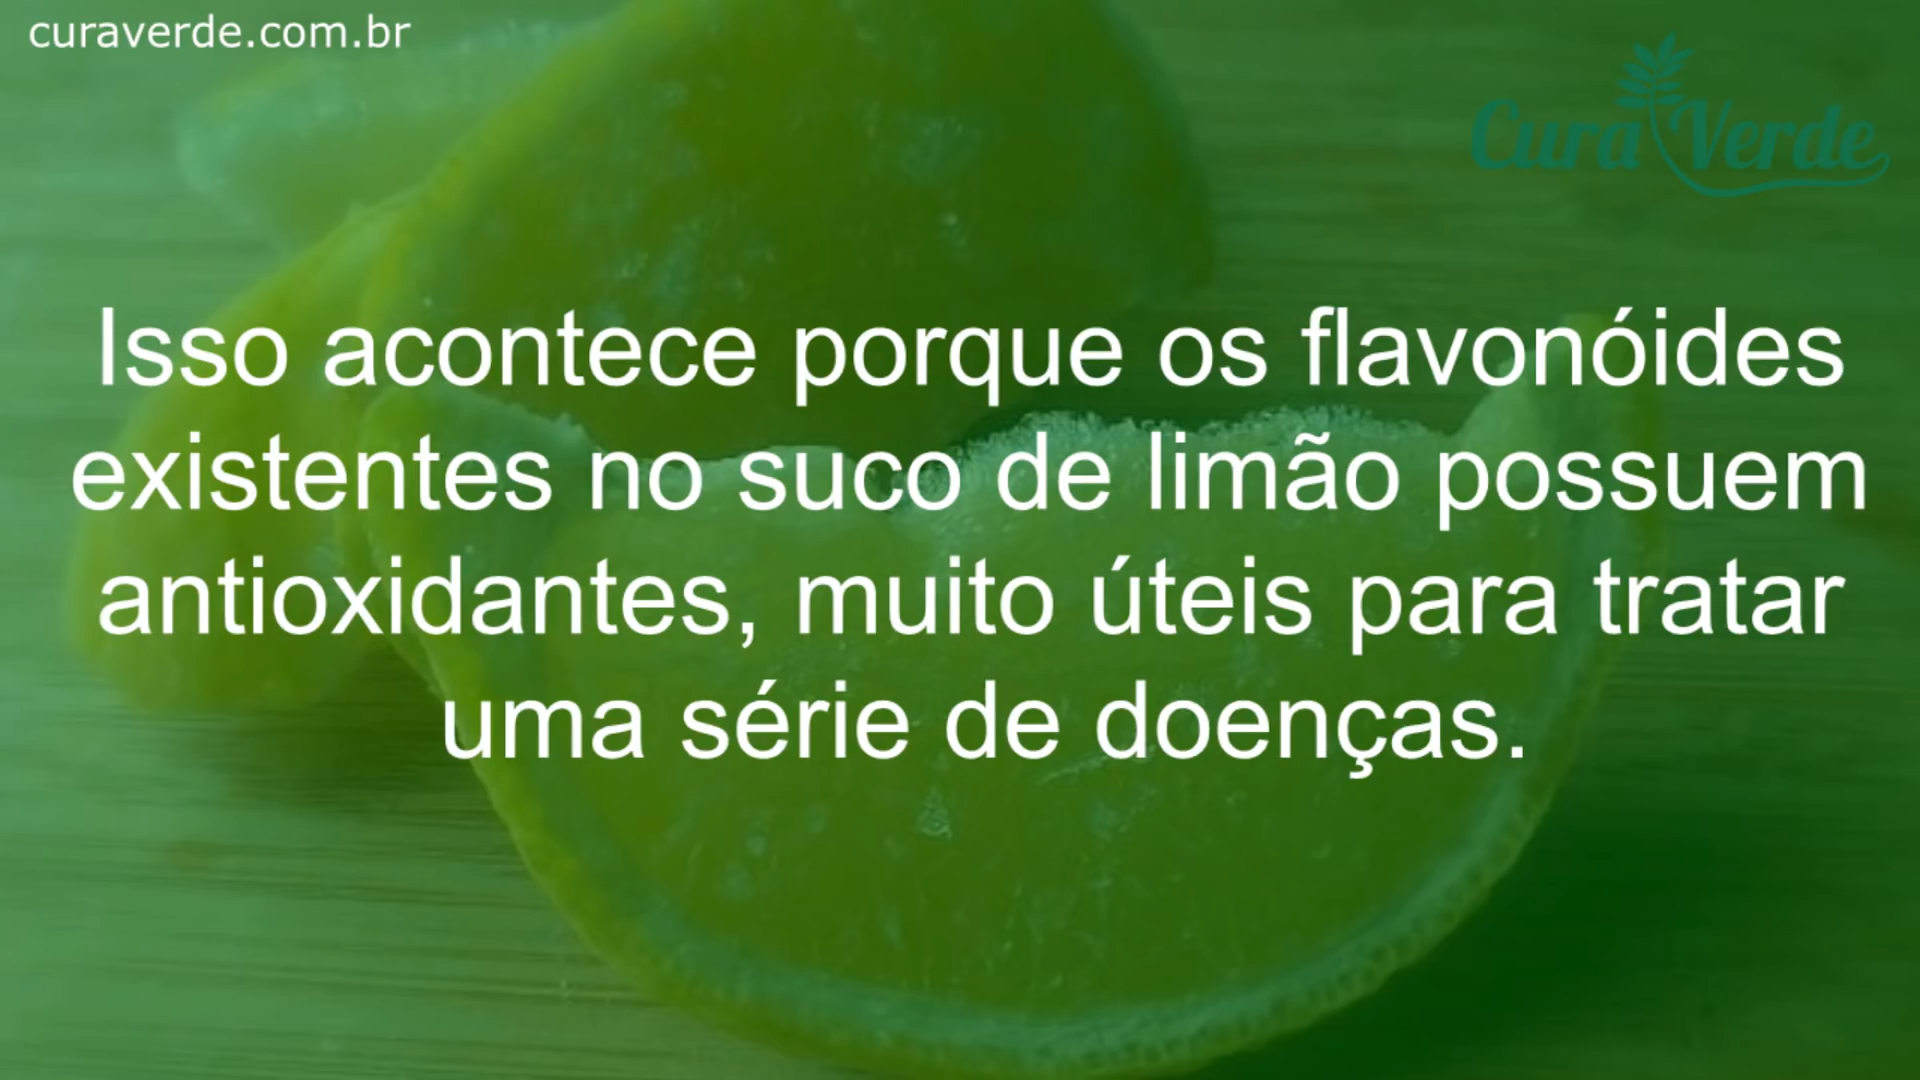 curaverde.com.br
Cura Verde
Isso acontece porque os flavonóides
existentes no suco de limão possuem
antioxidantes, muito úteis para tratar
uma série de doenças.